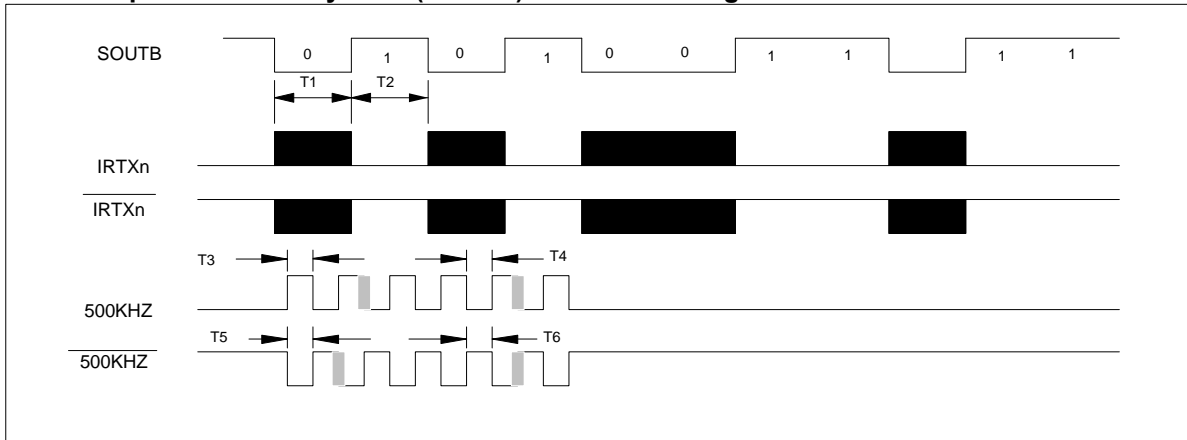 SOUTB 0 1 0 1 0 0 1 1 1 1
T1 T2
IRTXn
IRTXn
T3 T4
500KHZ
T5 T6
500KHZ